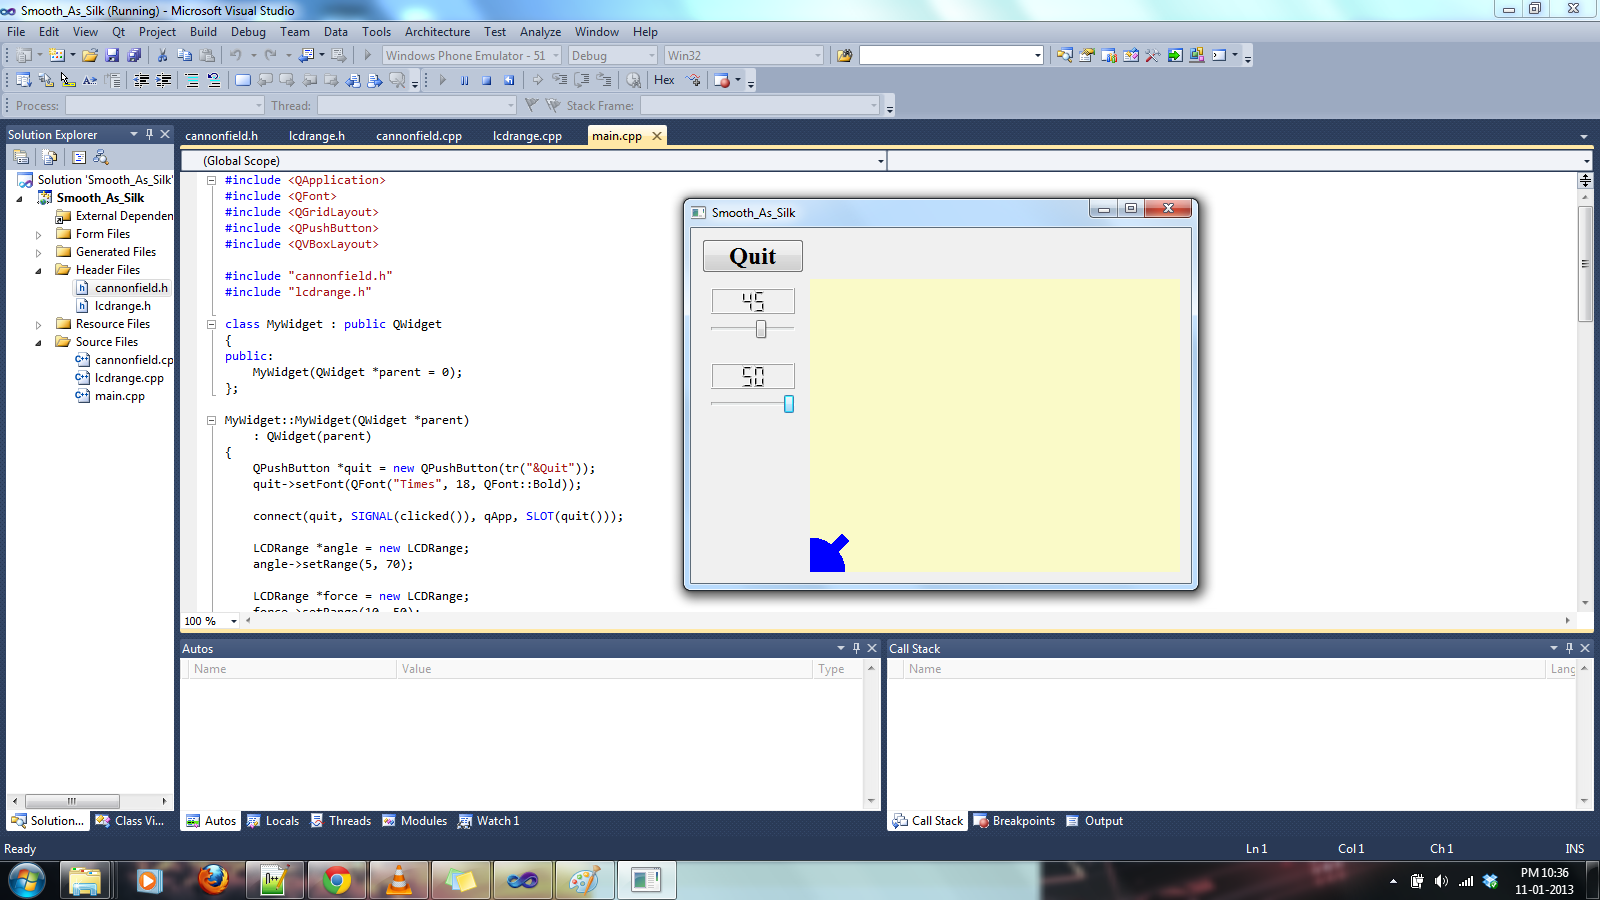 Smooth_As_Silk (Running) - Microsoft Visual Studio
File Edit View Qt Project Build Debug Team Data Tools Architecture Test Analyze Window Help
Windows Phone Emulator - 51 Debug Win32
Hex
Process: Thread: Stack Frame:
Solution Explorer
cannonfield.h lcdrange.h cannonfield.cpp lcdrange.cpp main.cpp
(Global Scope)
Solution 'Smooth_As_Silk'
Smooth_As_Silk
External Depender
Form Files
Generated Files
Header Files
cannonfield.h
lcdrange.h
Resource Files
Source Files
cannonfield.cp
lcdrange.cpp
main.cpp
#include <QApplication>
#include <QFont>
#include <QGridLayout>
#include <QPushButton>
#include <QVBoxLayout>
#include "cannonfield.h"
#include "lcdrange.h"
class MyWidget : public QWidget
{
public:
MyWidget(QWidget *parent = 0);
};
MyWidget::MyWidget(QWidget *parent)
: QWidget(parent)
{
QPushButton *quit = new QPushButton(tr("&Quit"));
quit->setFont(QFont("Times", 18, QFont::Bold));
connect(quit, SIGNAL(clicked()), qApp, SLOT(quit()));
LCDRange *angle = new LCDRange;
angle->setRange(5, 70);
LCDRange *force = new LCDRange;
force->setRange(10, 50);
100 %
Smooth_As_Silk
Quit
45
50
Autos
Name Value Type
Call Stack
Name Lang
Solution... Class Vi...
Autos Locals Threads Modules Watch 1
Call Stack Breakpoints Output
Ready Ln 1 Col 1 Ch 1 INS
PM 10:36
11-01-2013